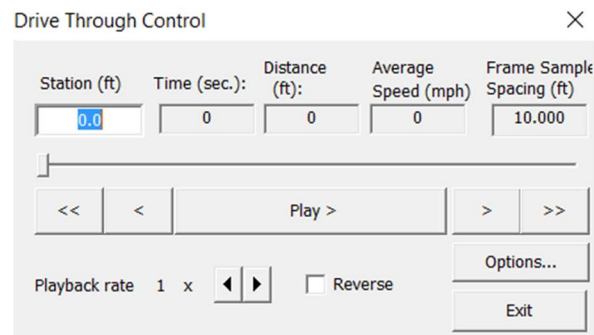 Drive Through Control
Station (ft) Time (sec.): Distance (ft): Average Speed (mph) Frame Sample Spacing (ft)
0.0 0 0 0 10.000
<< < Play > > >>
Playback rate 1 x Reverse Options...
Exit